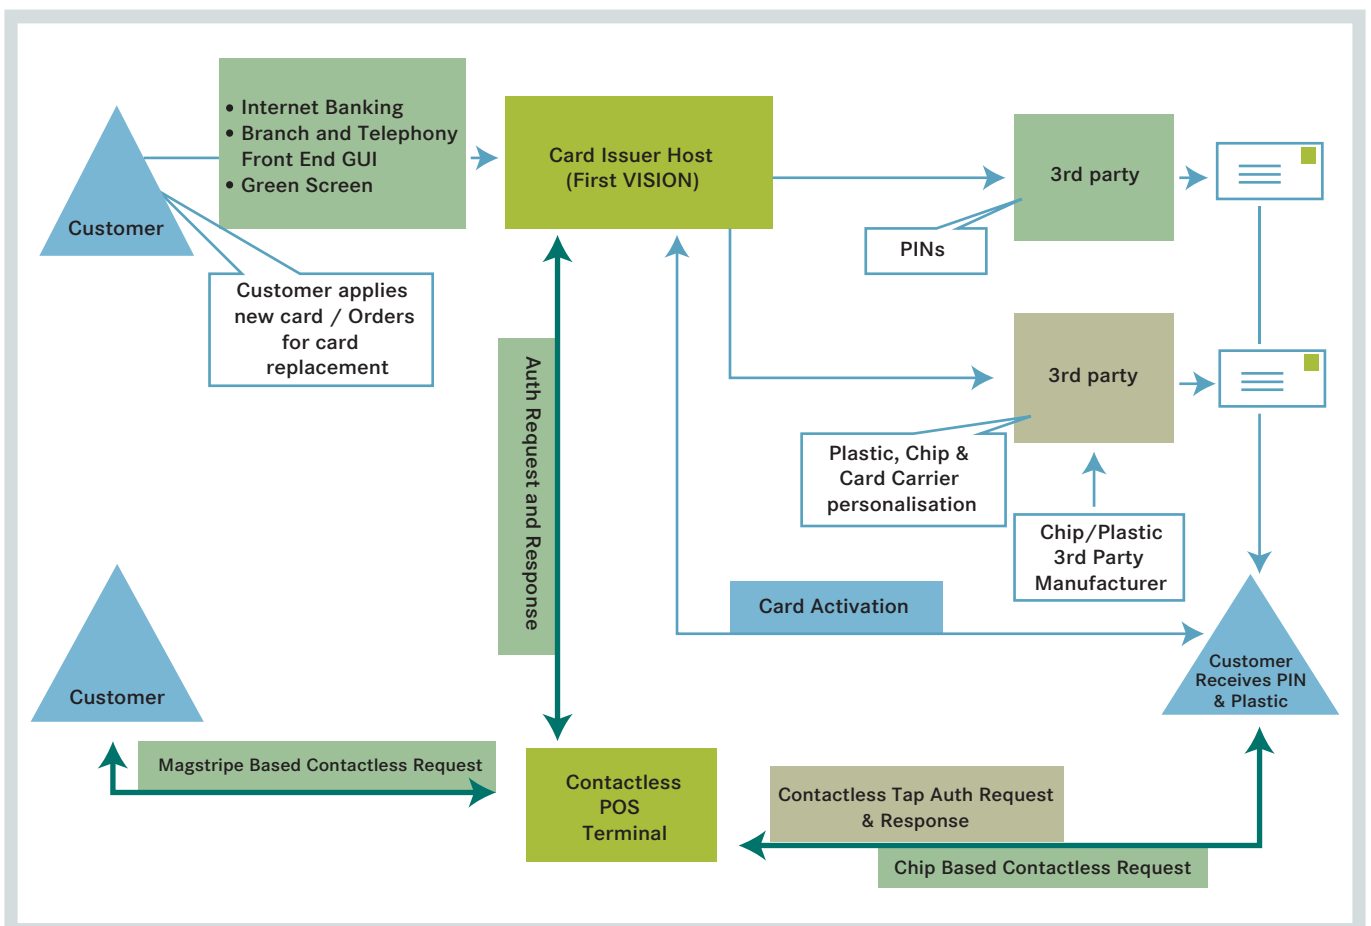 • Internet Banking
• Branch and Telephony
Front End GUI
• Green Screen
Customer
Customer applies
new card / Orders
for card
replacement
Card Issuer Host
(First VISION)
3rd party
PINs
3rd party
Plastic, Chip &
Card Carrier
personalisation
Chip/Plastic
3rd Party
Manufacturer
Auth Request and Response
Card Activation
Customer
Receives PIN
& Plastic
Customer
Magstripe Based Contactless Request
Contactless
POS
Terminal
Contactless Tap Auth Request
& Response
Chip Based Contactless Request